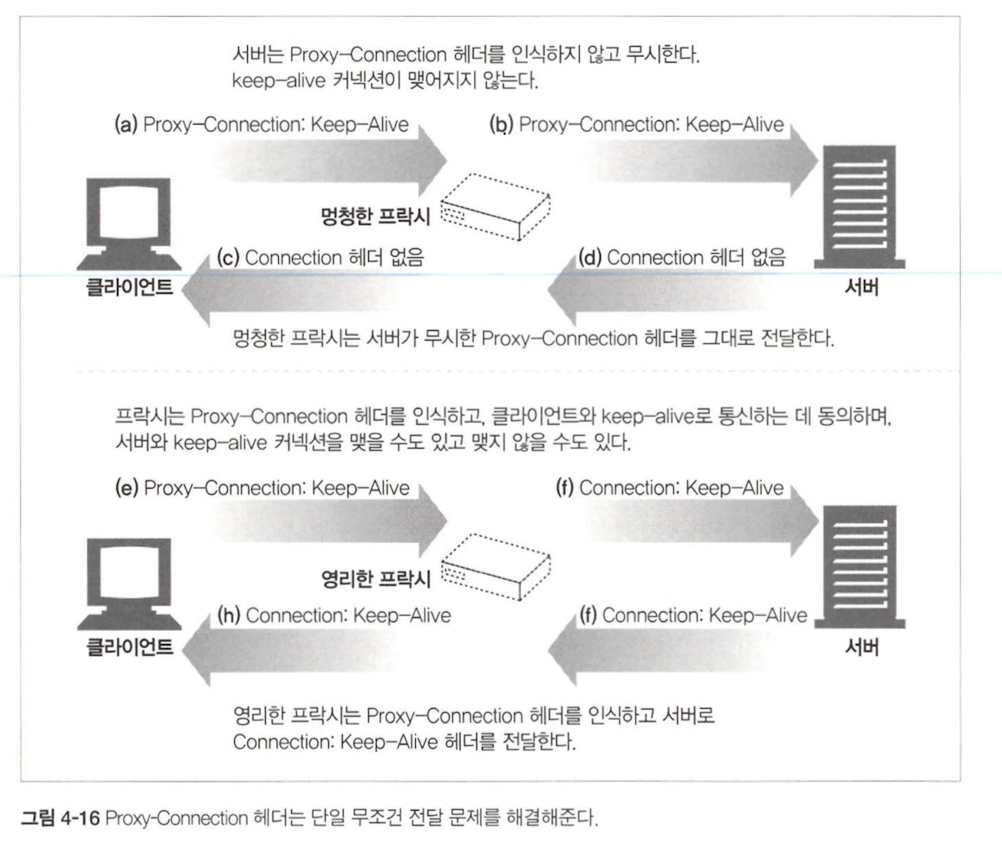 서버는 Proxy-Connection 헤더를 인식하지 않고 무시한다.
keep-alive 커넥션이 맺어지지 않는다.
(a) Proxy-Connection: Keep-Alive
(b) Proxy-Connection: Keep-Alive
멍청한 프락시
(c) Connection 헤더 없음
(d) Connection 헤더 없음
클라이언트
서버
멍청한 프락시는 서버가 무시한 Proxy-Connection 헤더를 그대로 전달한다.
프락시는 Proxy-Connection 헤더를 인식하고, 클라이언트와 keep-alive로 통신하는 데 동의하며,
서버와 keep-alive 커넥션을 맺을 수도 있고 맺지 않을 수도 있다.
(e) Proxy-Connection: Keep-Alive
(f) Connection: Keep-Alive
영리한 프락시
(h) Connection: Keep-Alive
(f) Connection: Keep-Alive
클라이언트
서버
영리한 프락시는 Proxy-Connection 헤더를 인식하고 서버로
Connection: Keep-Alive 헤더를 전달한다.
그림 4-16 Proxy-Connection 헤더는 단일 무조건 전달 문제를 해결해준다.